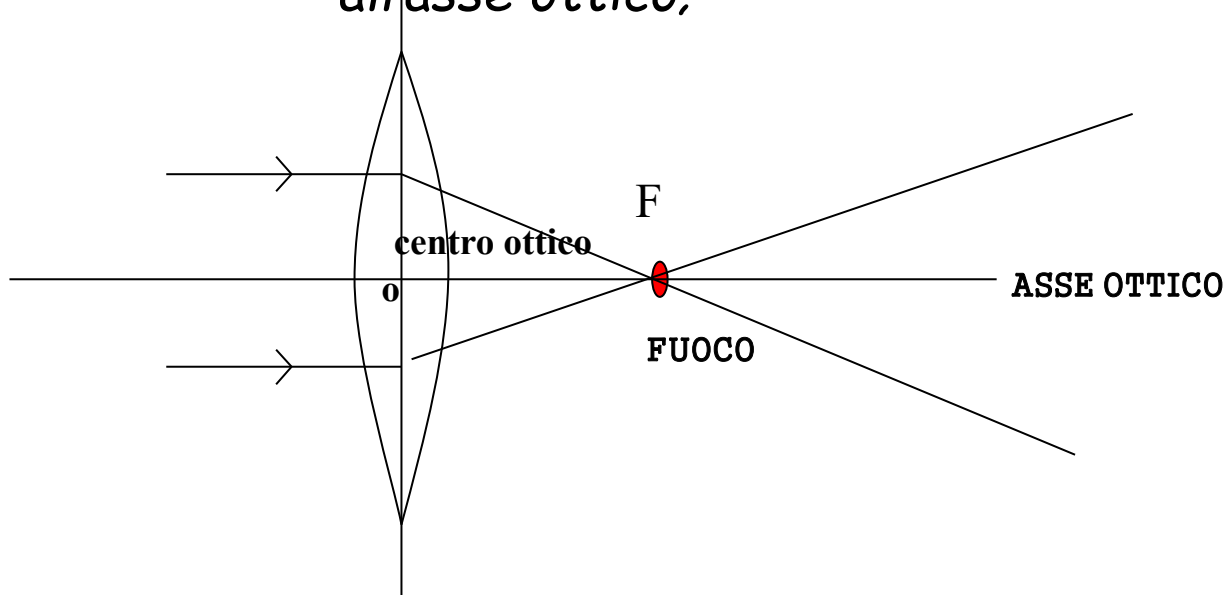 all'asse ottico,
F
centro ottico
o
ASSE OTTICO
FUOCO